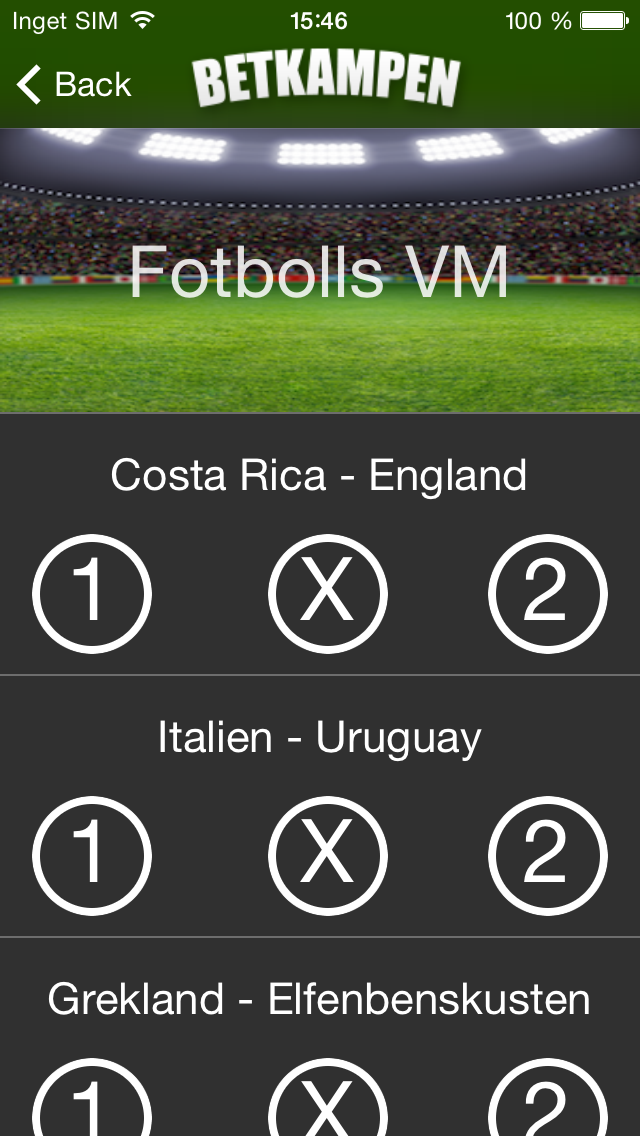 Inget SIM 15:46 100 %
Back BETKAMPEN
Fotbolls VM
Costa Rica - England
1 X 2
Italien - Uruguay
1 X 2
Grekland - Elfenbenskusten
1 X 2